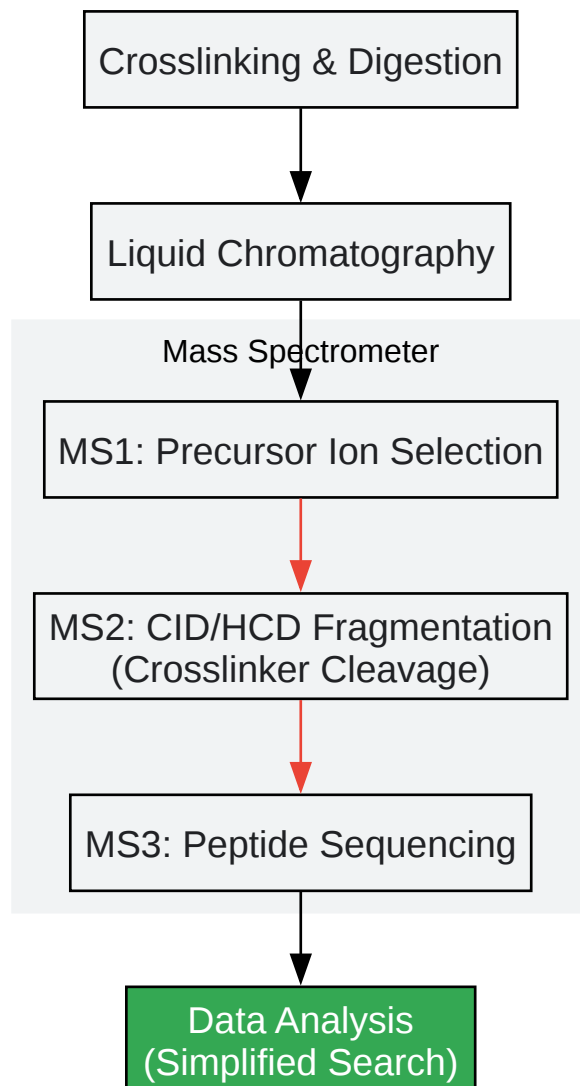 Crosslinking & Digestion
Liquid Chromatography
Mass Spectrometer
MS1: Precursor Ion Selection
MS2: CID/HCD Fragmentation
(Crosslinker Cleavage)
MS3: Peptide Sequencing
Data Analysis
(Simplified Search)